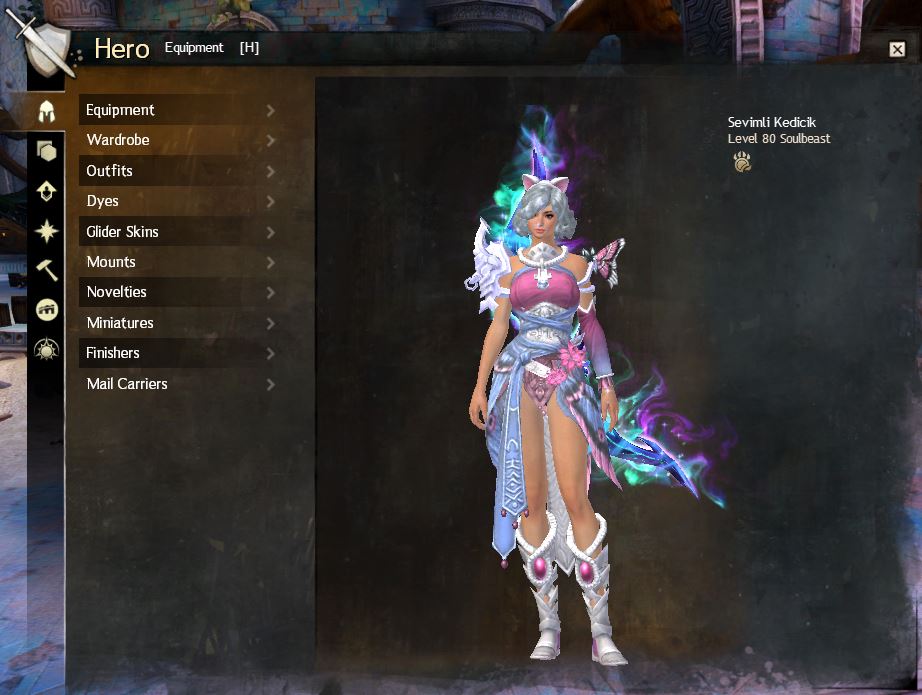 Hero Equipment [H]
Equipment
Wardrobe
Outfits
Dyes
Glider Skins
Mounts
Novelties
Miniatures
Finishers
Mail Carriers
Sevimli Kedicik
Level 80 Soulbeast